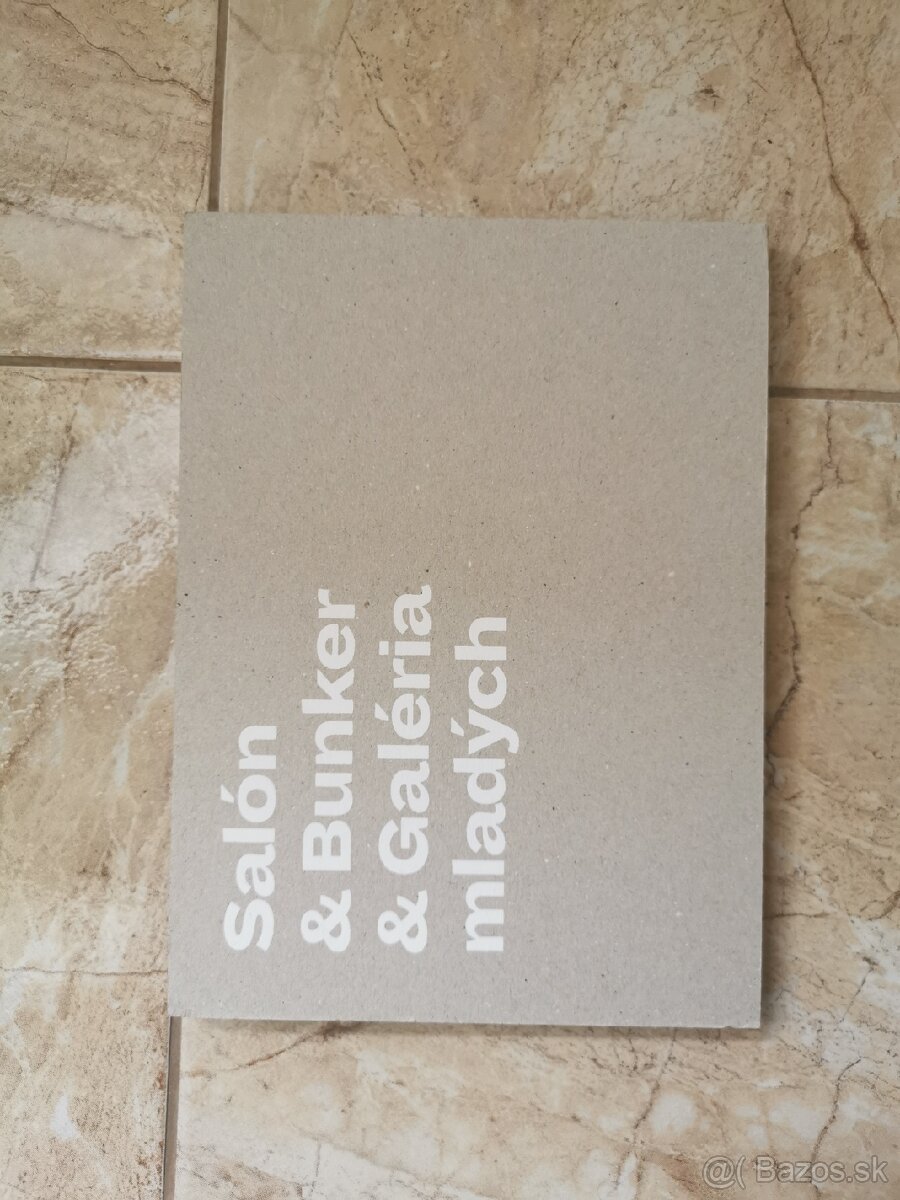 Salón
& Bunker
& Galéria
mladých
@( Bazos.sk